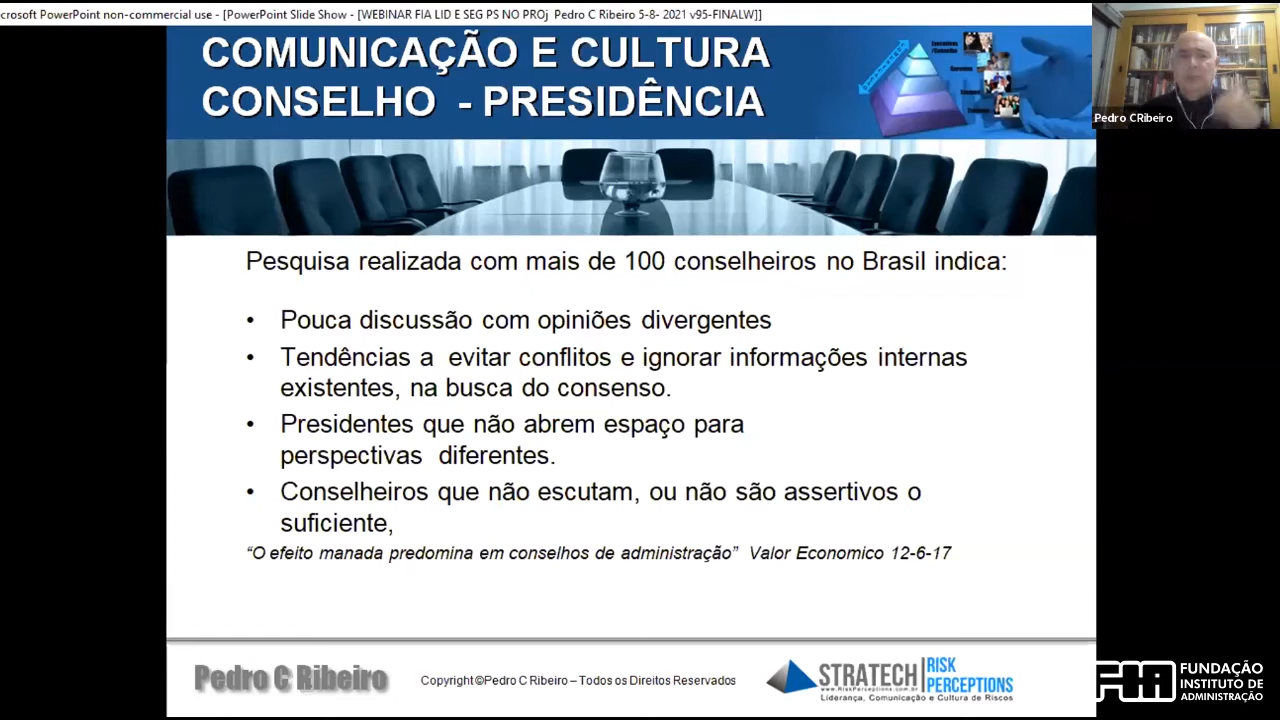 crosoft PowerPoint non-commercial use - [PowerPoint Slide Show - [WEBINAR FIA LID E SEG PS NO PROj Pedro C Ribeiro 5-8- 2021 v95-FINALW]]
COMUNICAÇÃO E CULTURA
CONSELHO - PRESIDÊNCIA
Pedro CRibeiro
Pesquisa realizada com mais de 100 conselheiros no Brasil indica:
• Pouca discussão com opiniões divergentes
• Tendências a evitar conflitos e ignorar informações internas
existentes, na busca do consenso.
• Presidentes que não abrem espaço para
perspectivas diferentes.
• Conselheiros que não escutam, ou não são assertivos o
suficiente,
“O efeito manada predomina em conselhos de administração” Valor Economico 12-6-17
Pedro C Ribeiro
Copyright ©Pedro C Ribeiro – Todos os Direitos Reservados
STRATECH
www.RiskPerceptions.com.br
RISK
PERCEPTIONS
Liderança, Comunicação e Cultura de Riscos
FIA
FUNDAÇÃO
INSTITUTO DE
ADMINISTRAÇÃO